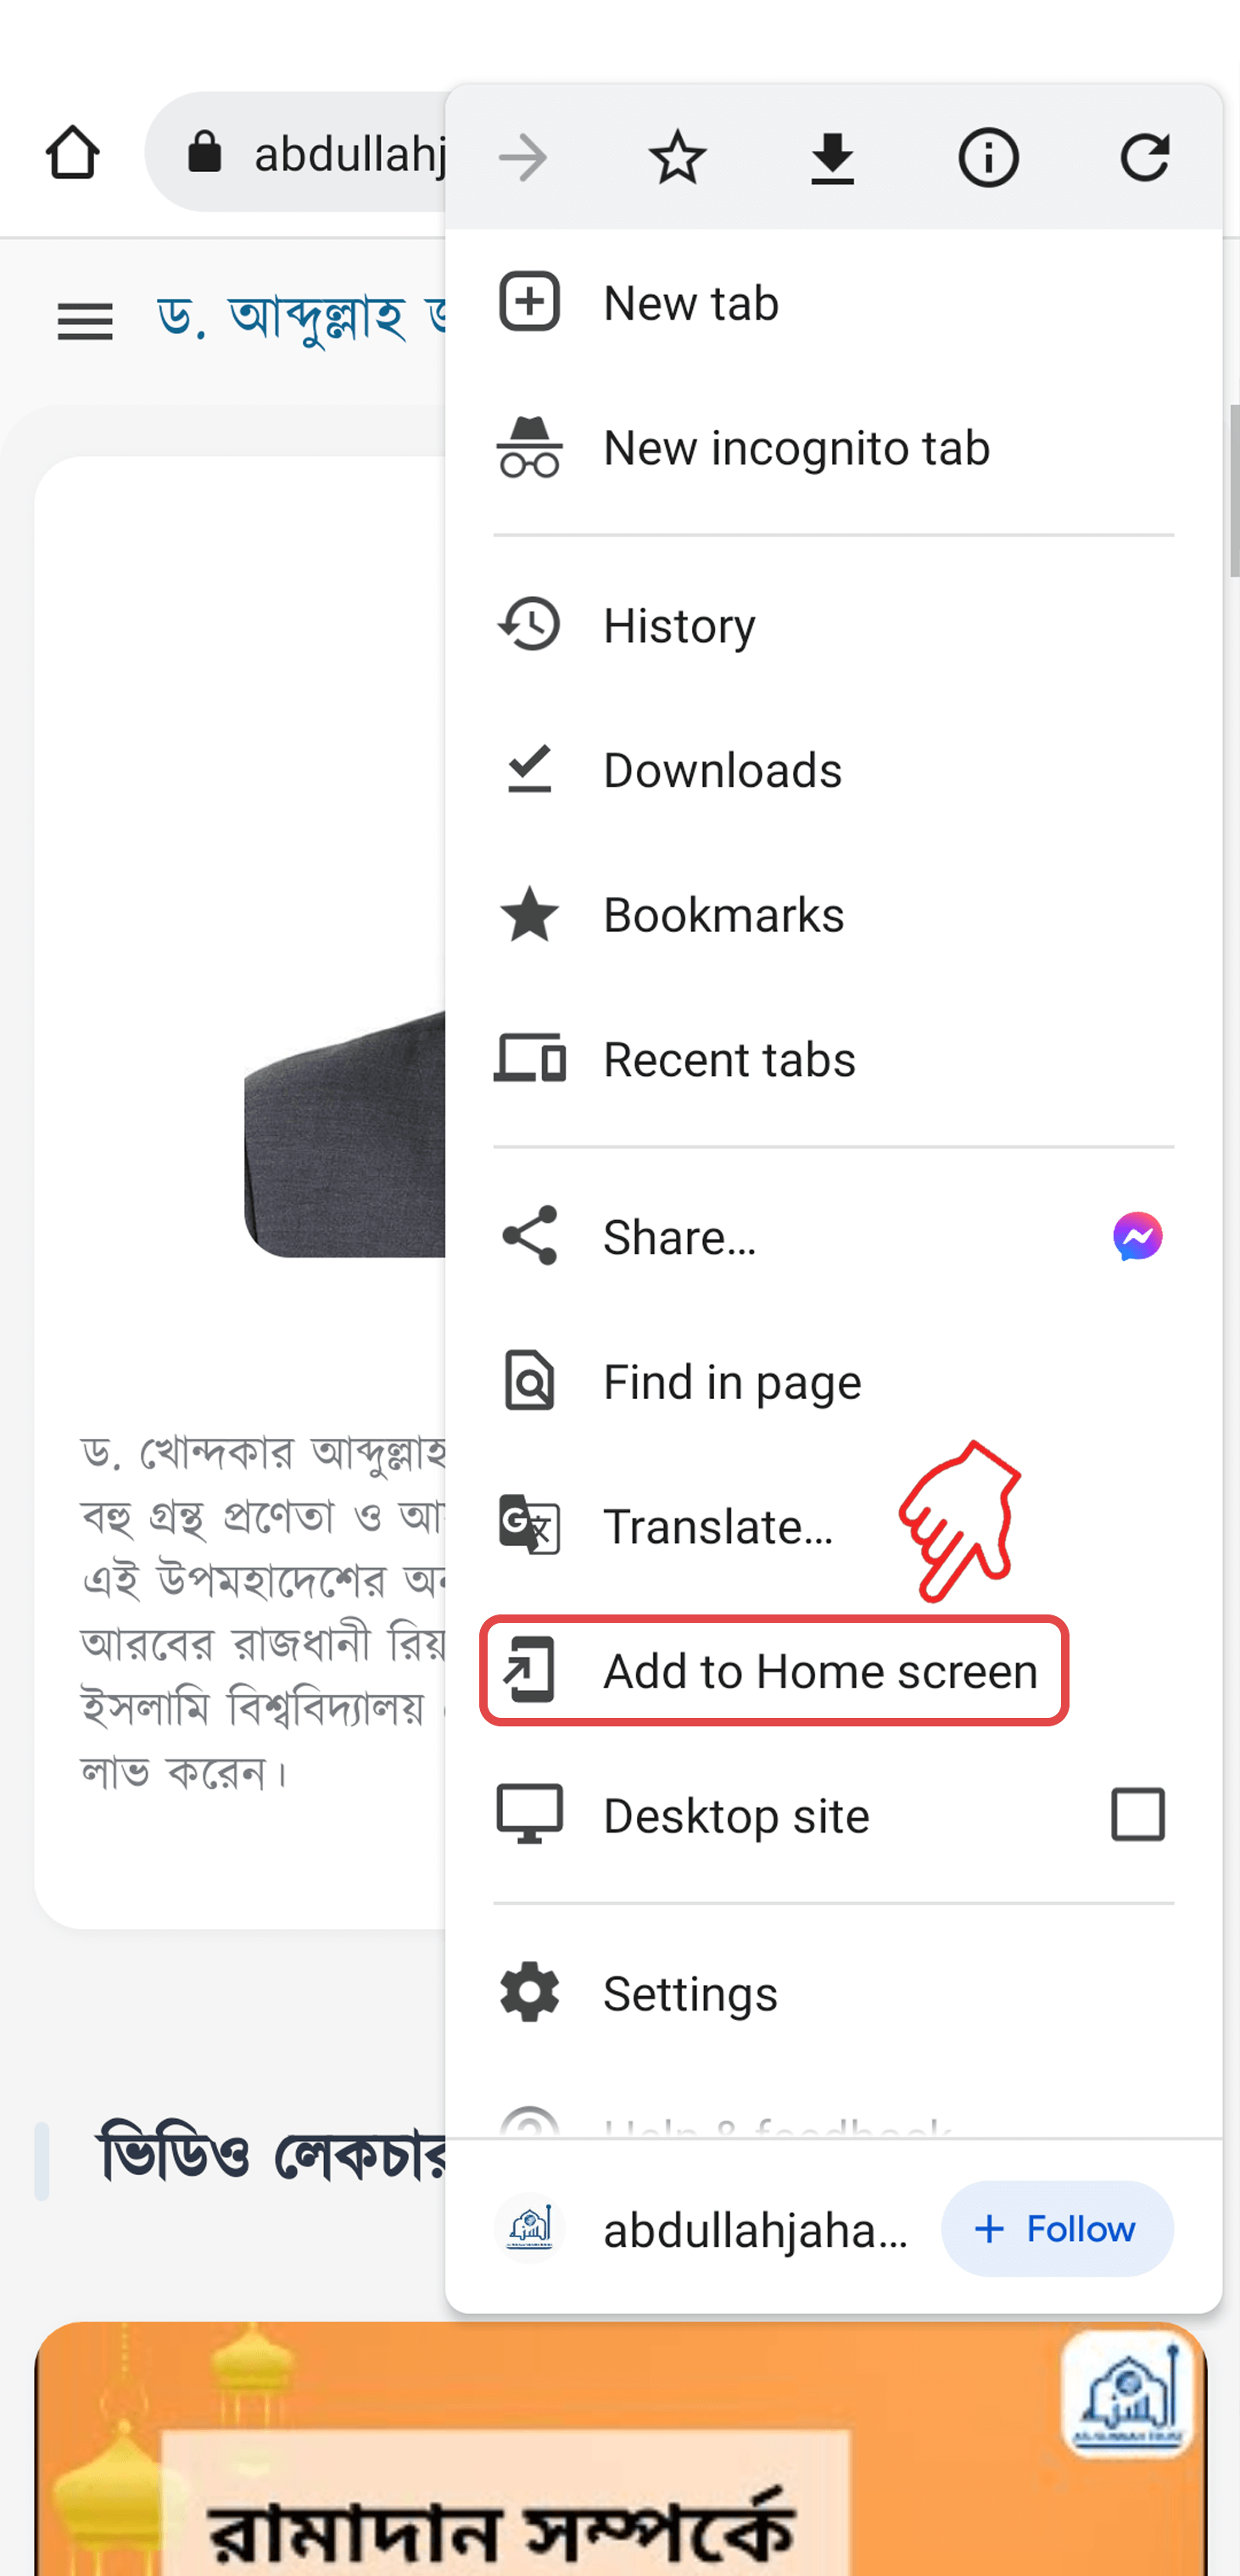 abdullahj
ড. আব্দুল্লাহ
New tab
New incognito tab
History
Downloads
Bookmarks
Recent tabs
Share...
Find in page
Translate...
Add to Home screen
Desktop site
Settings
Help & feedback
abdullahjaha...
+ Follow
ড. খোন্দকার আব্দুল্লাহ
বহু গ্রন্থ প্রণেতা ও
এই উপমহাদেশের
আরবের রাজধানী
ইসলামি বিশ্ববিদ্যালয়
লাভ করেন।
ভিডিও লেকচার
রামাদান সম্পর্কে